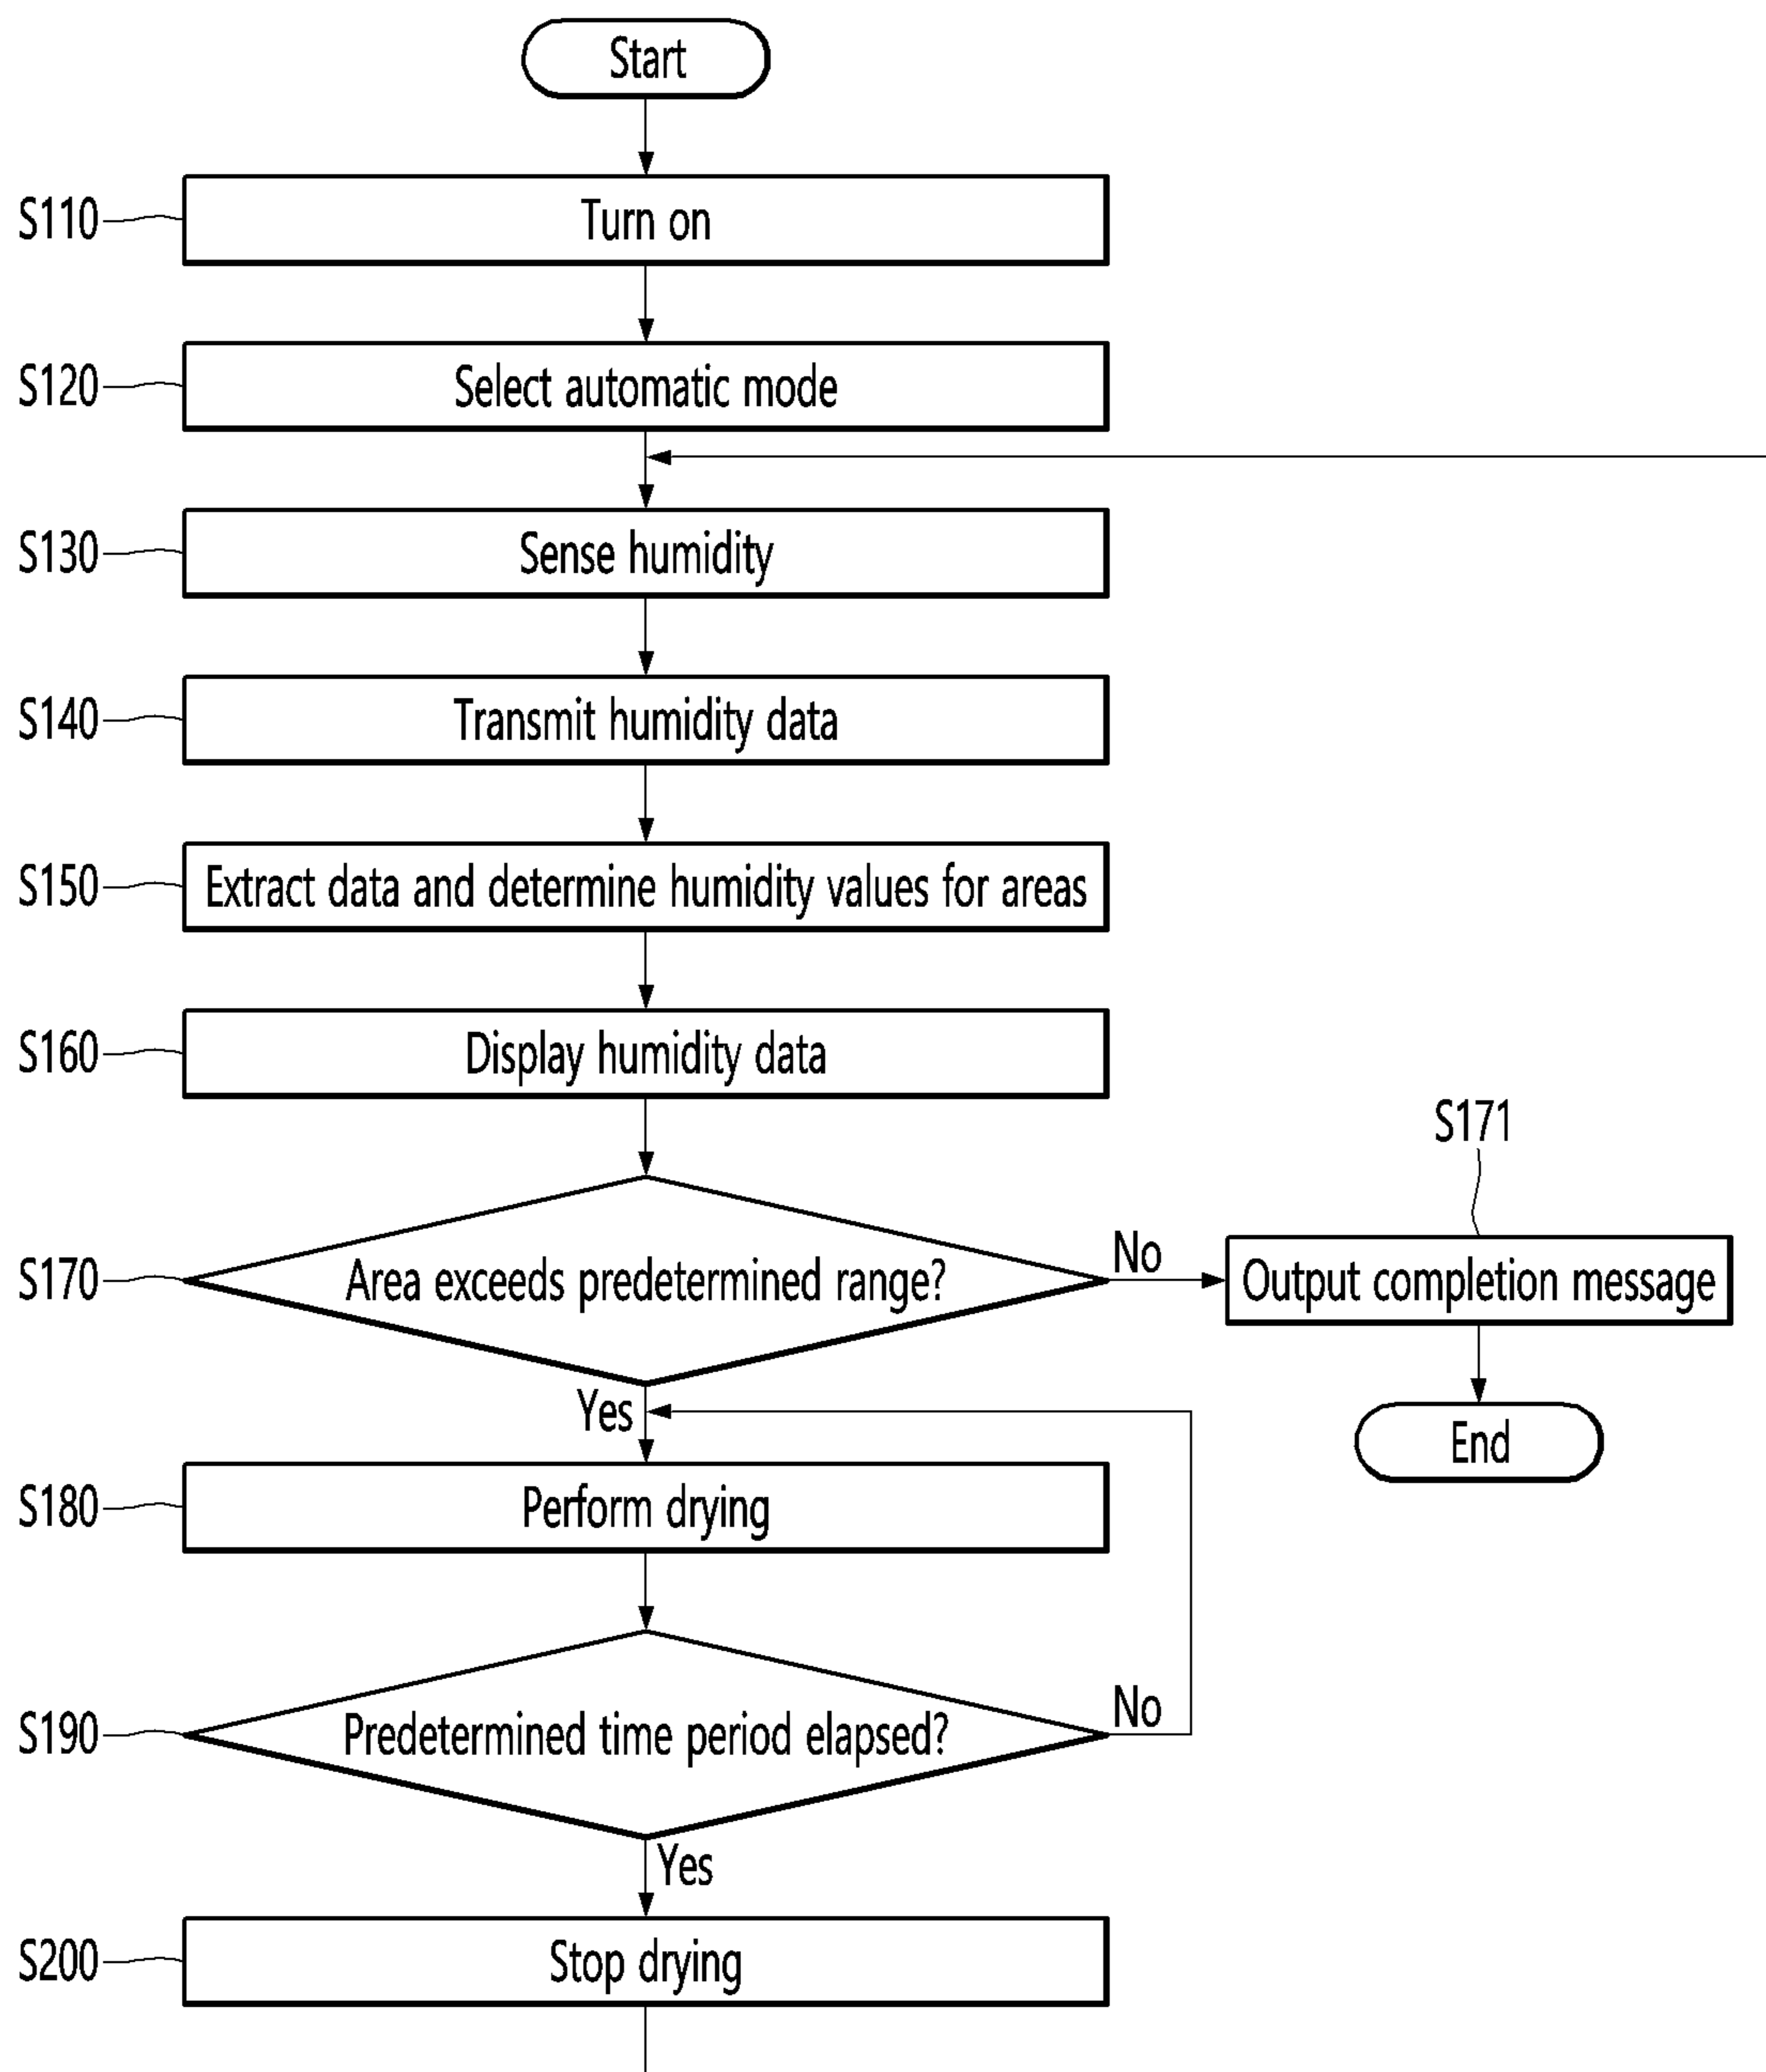 Start
S110
Turn on
S120
Select automatic mode
S130
Sense humidity
S140
Transmit humidity data
S150
Extract data and determine humidity values for areas
S160
Display humidity data
S171
S170
Area exceeds predetermined range?
No
Output completion message
Yes
End
S180
Perform drying
S190
Predetermined time period elapsed?
No
Yes
S200
Stop drying